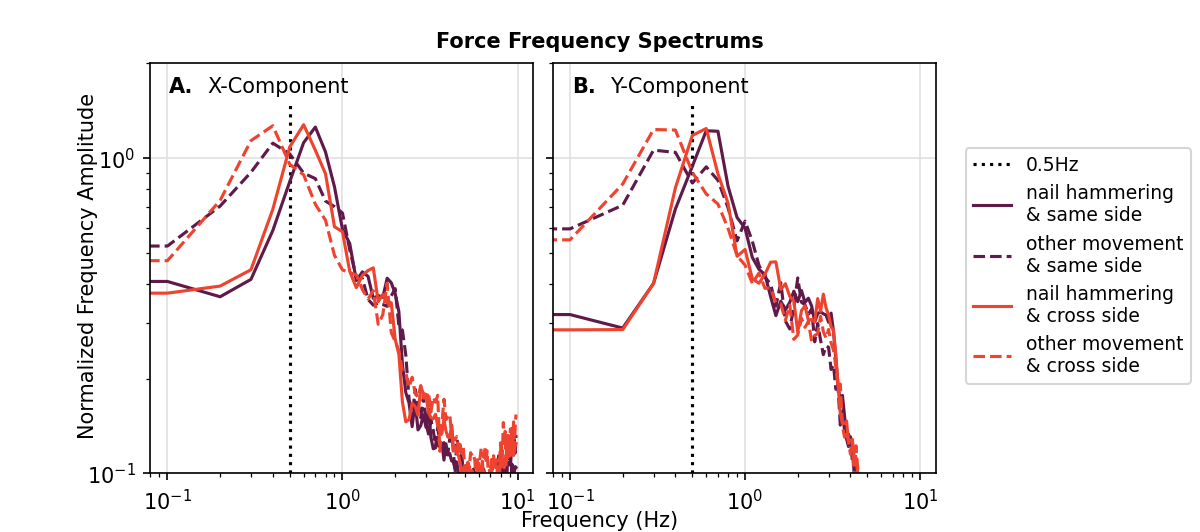 Force Frequency Spectrums
A. X-Component
B. Y-Component
Normalized Frequency Amplitude
10⁰
10⁻¹
10⁻¹ 10⁰ 10¹
10⁻¹ 10⁰ 10¹
Frequency (Hz)
0.5Hz
nail hammering
& same side
other movement
& same side
nail hammering
& cross side
other movement
& cross side